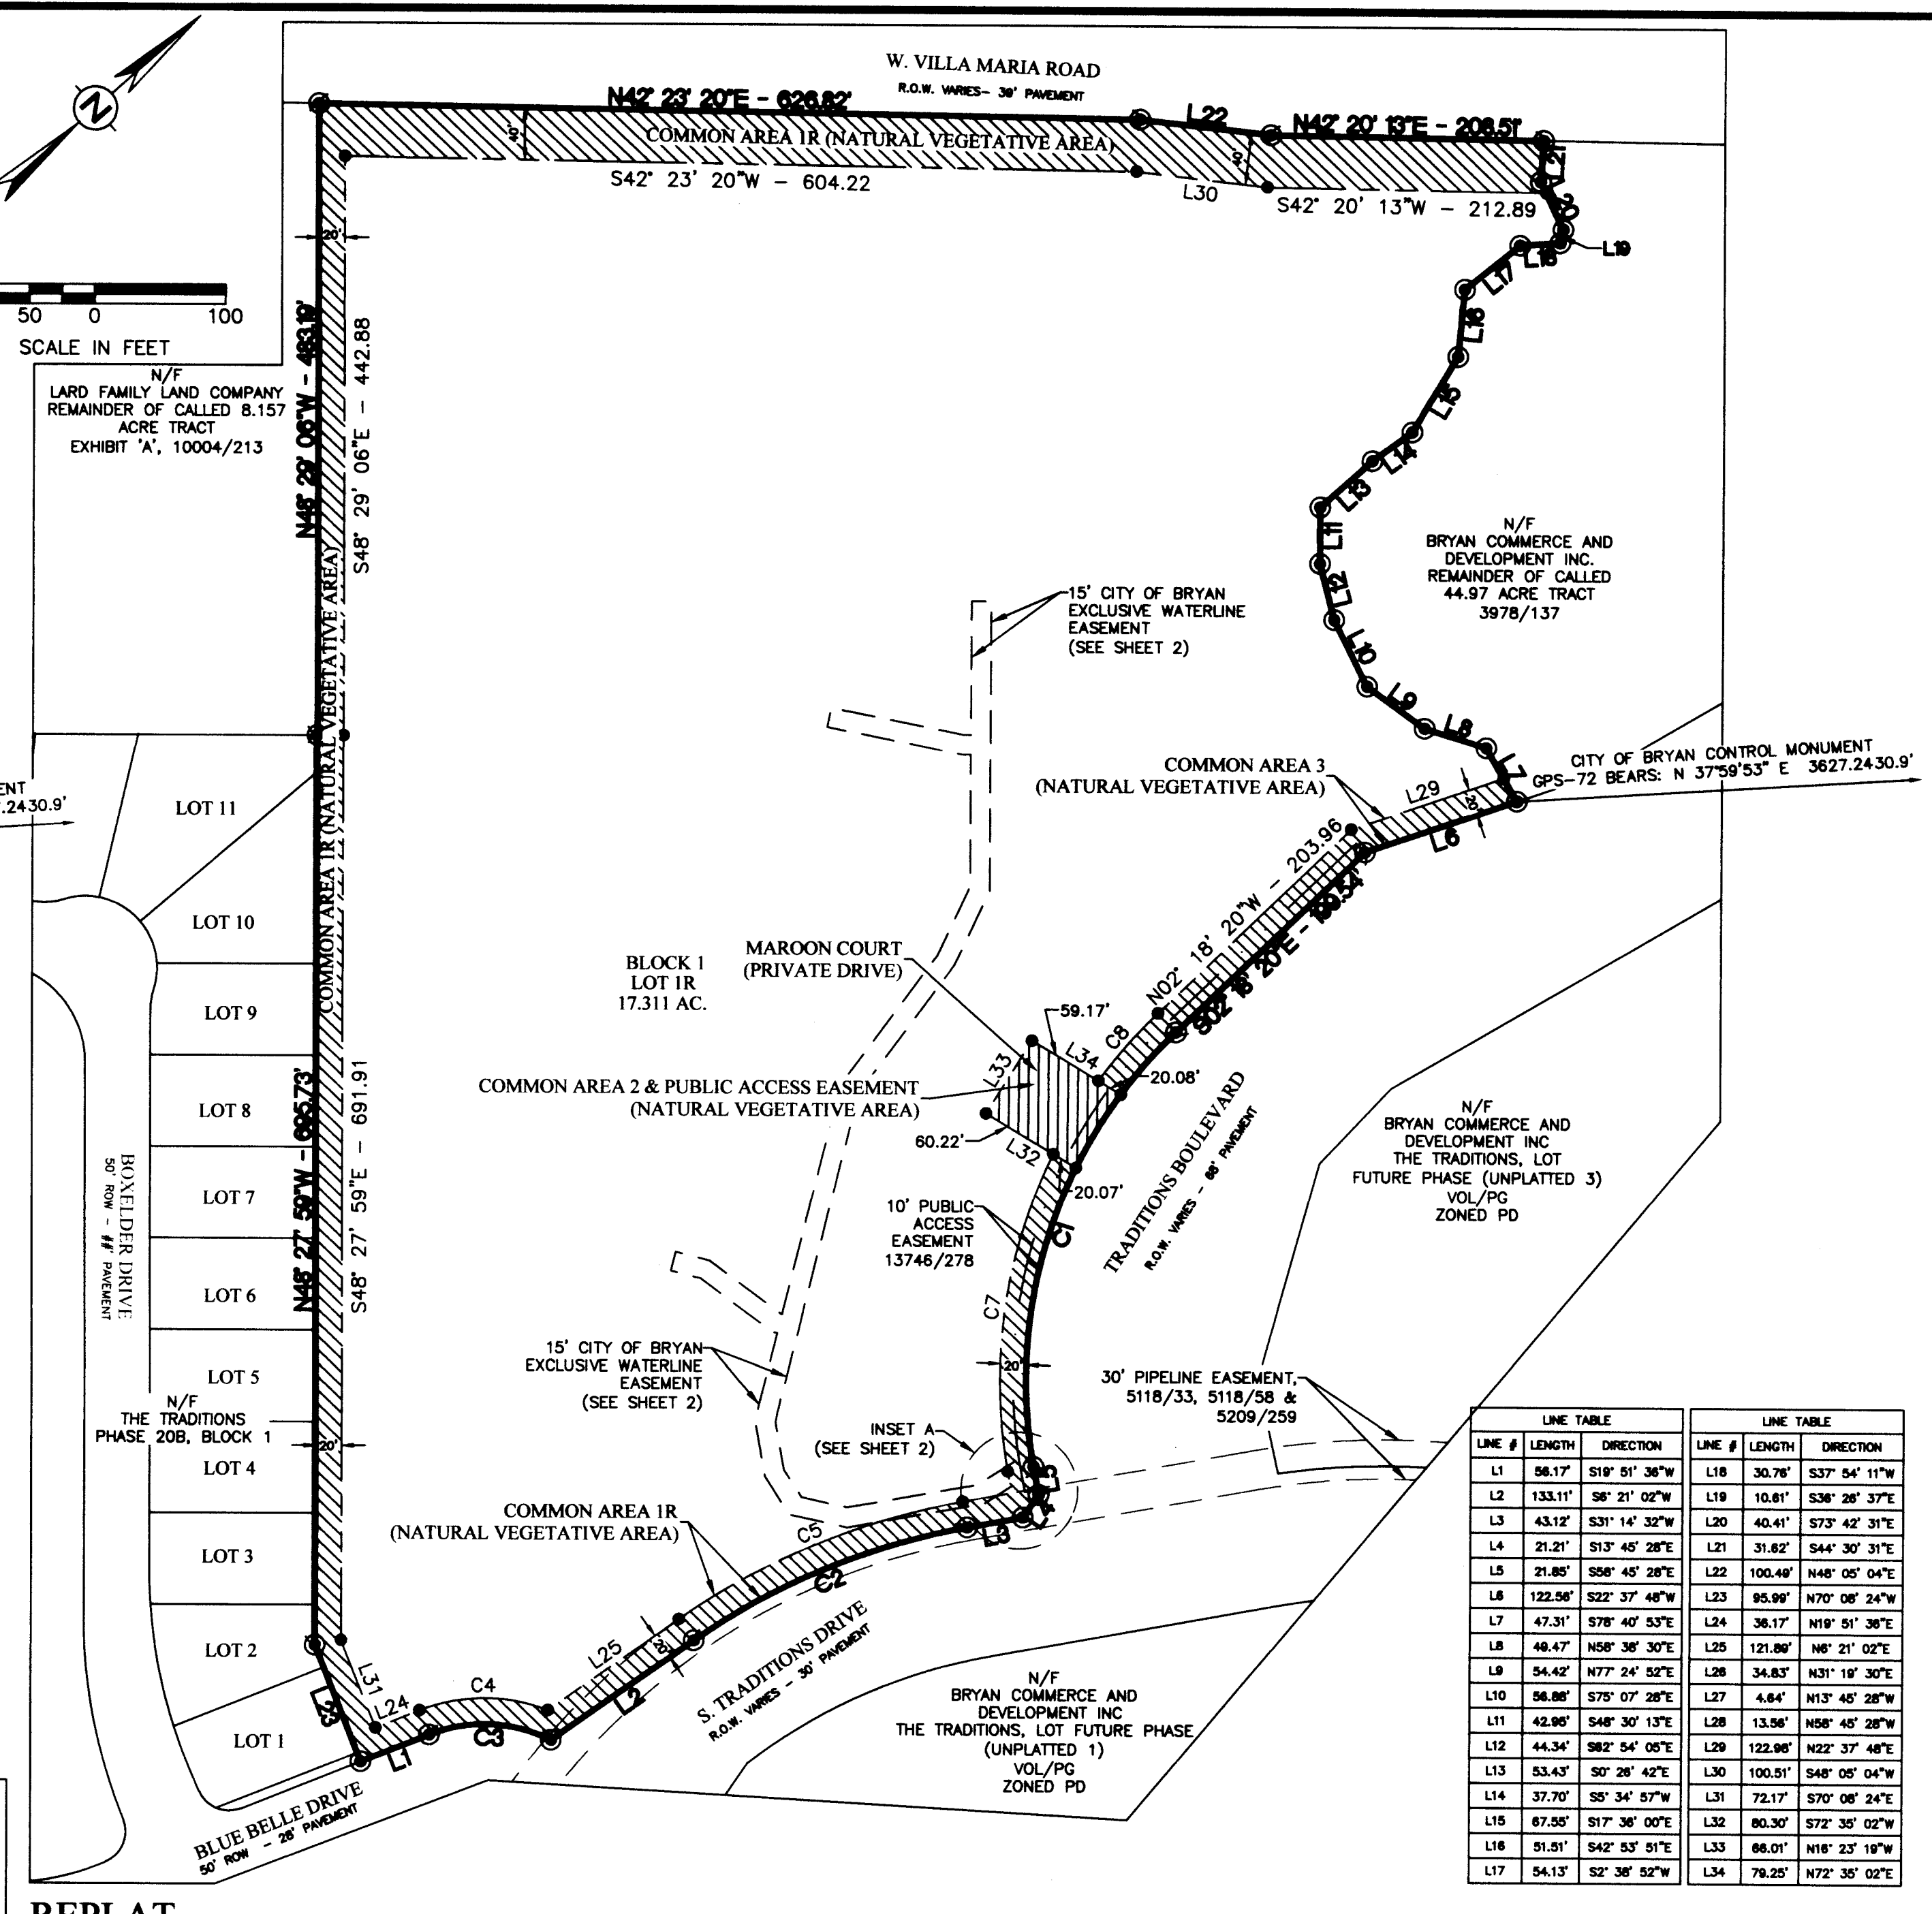 W. VILLA MARIA ROAD
R.O.W. VARIES- 39' PAVEMENT
N
N42° 23' 20"E - 626.82'
L22
N42° 20' 13"E - 208.51'
L21
40'
COMMON AREA 1R (NATURAL VEGETATIVE AREA)
40'
S42° 23' 20"W - 604.22
L30
S42° 20' 13"W - 212.89
L20
L19
L18
L17
L16
L15
L14
L13
L11
L12
L10
L9
L8
L7
20'
50 0 100
SCALE IN FEET
N/F
LARD FAMILY LAND COMPANY
REMAINDER OF CALLED 8.157
ACRE TRACT
EXHIBIT 'A', 10004/213
N48° 29' 06"W - 483.19'
S48° 29' 06"E - 442.88
COMMON AREA 1R (NATURAL VEGETATIVE AREA)
N/F
BRYAN COMMERCE AND
DEVELOPMENT INC.
REMAINDER OF CALLED
44.97 ACRE TRACT
3978/137
15' CITY OF BRYAN
EXCLUSIVE WATERLINE
EASEMENT
(SEE SHEET 2)
COMMON AREA 3
(NATURAL VEGETATIVE AREA)
L29
20'
L6
CITY OF BRYAN CONTROL MONUMENT
GPS-72 BEARS: N 37°59'53" E 3627.2430.9'
ENT
.2430.9'
LOT 11
LOT 10
LOT 9
LOT 8
LOT 7
LOT 6
LOT 5
N/F
THE TRADITIONS
PHASE 20B, BLOCK 1
LOT 4
LOT 3
LOT 2
LOT 1
BOXELDER DRIVE
50' ROW - ##' PAVEMENT
N48° 27' 59"W - 695.73'
S48° 27' 59"E - 691.91
20'
BLOCK 1
LOT 1R
17.311 AC.
MAROON COURT
(PRIVATE DRIVE)
N02° 18' 20"W - 203.96
S02° 18' 20"E - 199.54'
59.17'
L34
C8
L33
20.08'
COMMON AREA 2 & PUBLIC ACCESS EASEMENT
(NATURAL VEGETATIVE AREA)
60.22'
L32
20.07'
10' PUBLIC
ACCESS
EASEMENT
13746/278
C1
C7
20'
TRADITIONS BOULEVARD
R.O.W. VARIES - 68' PAVEMENT
N/F
BRYAN COMMERCE AND
DEVELOPMENT INC
THE TRADITIONS, LOT
FUTURE PHASE (UNPLATTED 3)
VOL/PG
ZONED PD
15' CITY OF BRYAN
EXCLUSIVE WATERLINE
EASEMENT
(SEE SHEET 2)
INSET A
(SEE SHEET 2)
30' PIPELINE EASEMENT,
5118/33, 5118/58 &
5209/259
L5
L4
L3
COMMON AREA 1R
(NATURAL VEGETATIVE AREA)
C5
C2
L25
20'
L2
L31
L24
C4
C3
L23
L1
S. TRADITIONS DRIVE
R.O.W. VARIES - 30' PAVEMENT
BLUE BELLE DRIVE
50' ROW - 28' PAVEMENT
N/F
BRYAN COMMERCE AND
DEVELOPMENT INC
THE TRADITIONS, LOT FUTURE PHASE
(UNPLATTED 1)
VOL/PG
ZONED PD
LINE TABLE
LINE # LENGTH DIRECTION
L1 56.17' S19° 51' 36"W
L2 133.11' S6° 21' 02"W
L3 43.12' S31° 14' 32"W
L4 21.21' S13° 45' 28"E
L5 21.85' S58° 45' 28"E
L6 122.56' S22° 37' 48"W
L7 47.31' S78° 40' 53"E
L8 49.47' N58° 36' 30"E
L9 54.42' N77° 24' 52"E
L10 56.86' S75° 07' 28"E
L11 42.95' S48° 30' 13"E
L12 44.34' S62° 54' 05"E
L13 53.43' S0° 26' 42"E
L14 37.70' S5° 34' 57"W
L15 67.55' S17° 36' 00"E
L16 51.51' S42° 53' 51"E
L17 54.13' S2° 38' 52"W
LINE TABLE
LINE # LENGTH DIRECTION
L18 30.76' S37° 54' 11"W
L19 10.61' S36° 26' 37"E
L20 40.41' S73° 42' 31"E
L21 31.62' S44° 30' 31"E
L22 100.49' N48° 05' 04"E
L23 95.99' N70° 08' 24"W
L24 36.17' N19° 51' 36"E
L25 121.89' N6° 21' 02"E
L26 34.83' N31° 19' 30"E
L27 4.64' N13° 45' 28"W
L28 13.56' N58° 45' 28"W
L29 122.98' N22° 37' 48"E
L30 100.51' S48° 05' 04"W
L31 72.17' S70° 08' 24"E
L32 80.30' S72° 35' 02"W
L33 66.01' N16° 23' 19"W
L34 79.25' N72° 35' 02"E
REPLAT